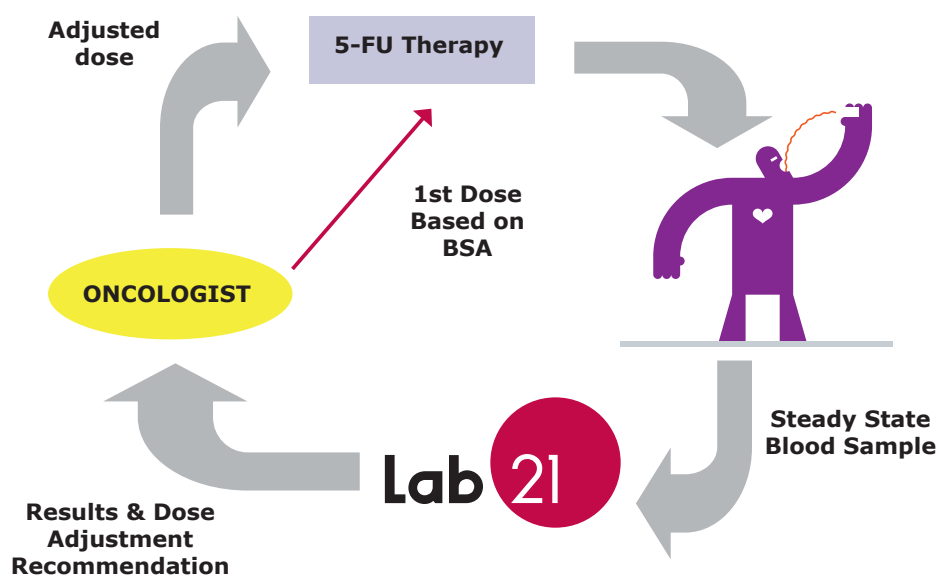 Adjusted
dose
5-FU Therapy
1st Dose
Based on
BSA
ONCOLOGIST
Steady State
Blood Sample
Lab 21
Results & Dose
Adjustment
Recommendation